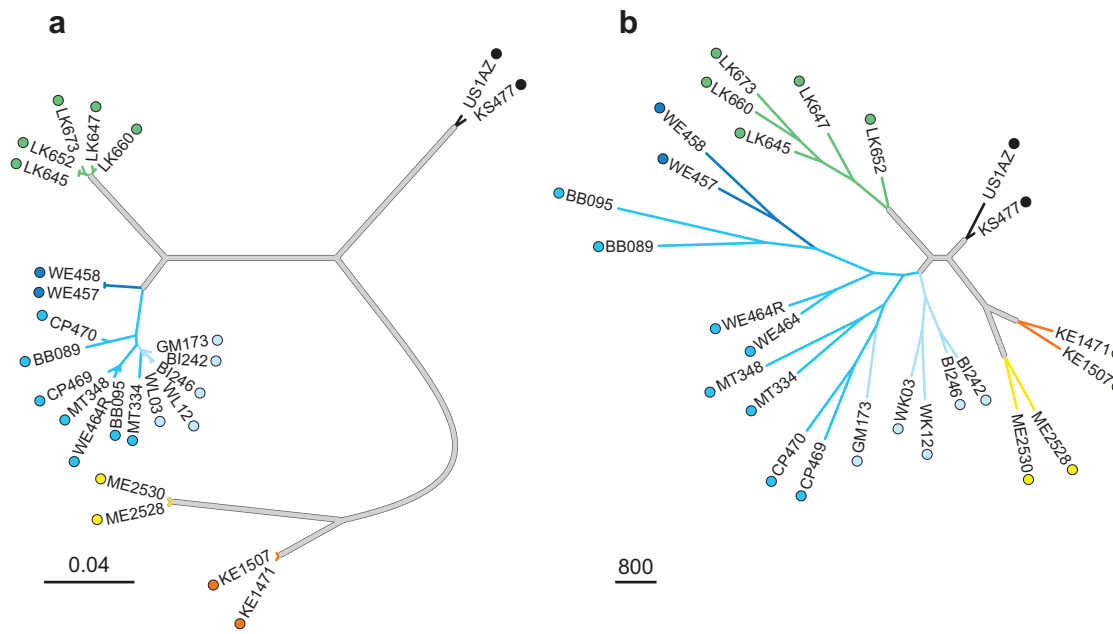 a
US1AZ
KS477
LK673
LK647
LK660
LK652
LK645
WE458
WE457
CP470
BB089
GM173
BI242
BI246
CP469
MT348
WE464R
BB095
MT334
WL03
WL12
ME2530
ME2528
KE1507
KE1471
0.04
b
LK673
LK660
LK647
LK645
LK652
WE458
WE457
BB095
BB089
US1AZ
KS477
WE464R
WE464
MT348
MT334
CP470
CP469
GM173
WK03
WK12
BI246
BI242
KE1471
KE1507
ME2530
ME2528
800